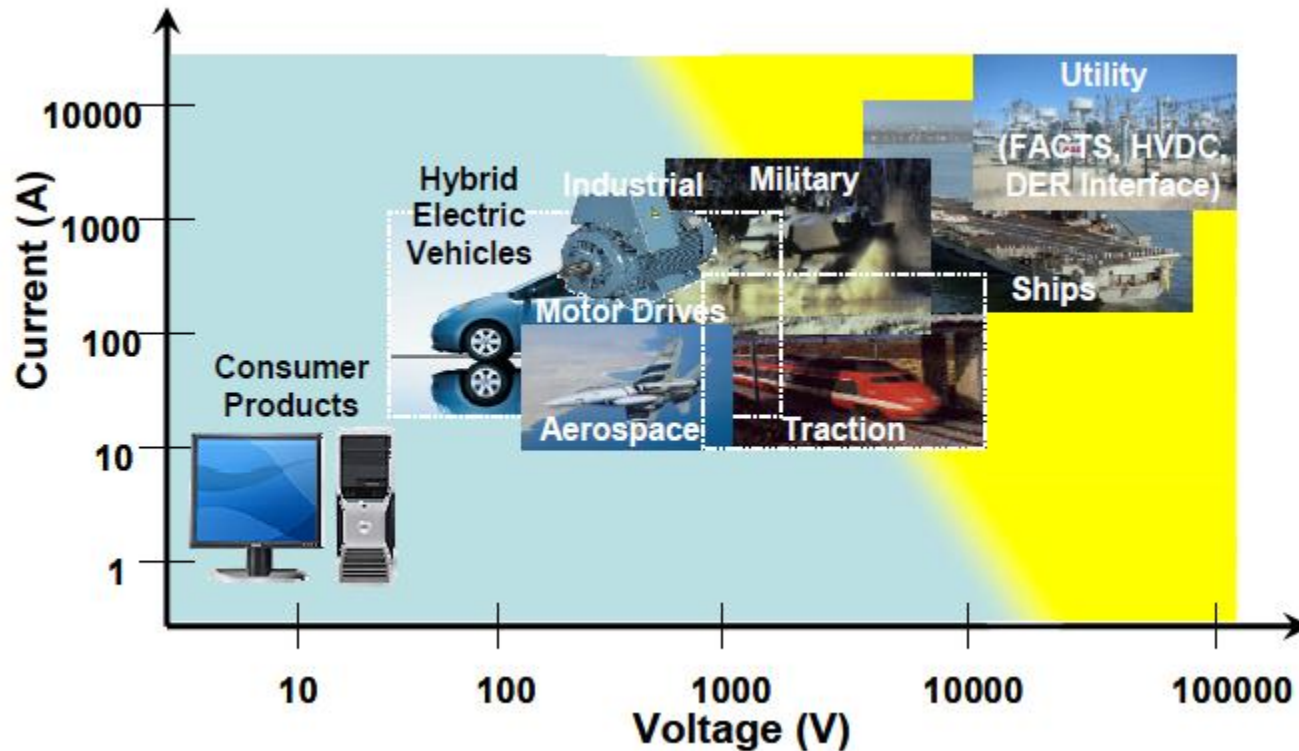 Current (A)
10000
1000
100
10
1
Utility
(FACTS, HVDC,
DER Interface)
Hybrid
Electric
Vehicles
Industrial
Motor Drives
Military
Ships
Consumer
Products
Aerospace
Traction
10
100
1000
10000
100000
Voltage (V)